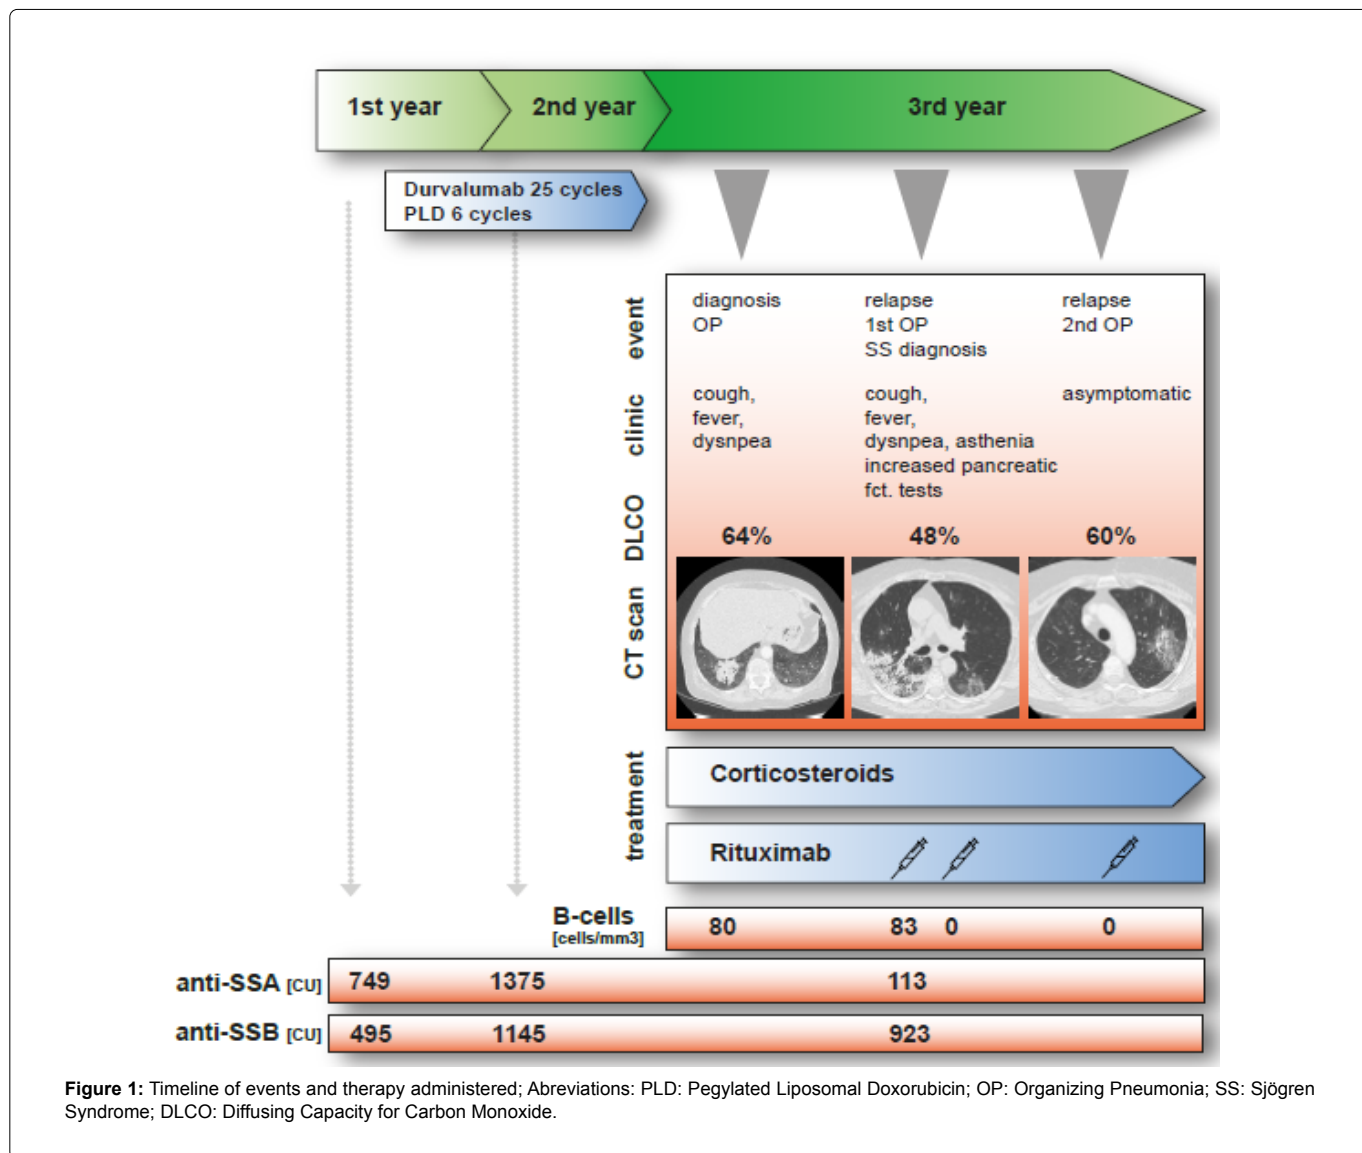 1st year
2nd year
3rd year
Durvalumab 25 cycles
PLD 6 cycles
event
diagnosis
OP
relapse
1st OP
SS diagnosis
relapse
2nd OP
clinic
cough,
fever,
dysnpea
cough,
fever,
dysnpea, asthenia
increased pancreatic
fct. tests
asymptomatic
DLCO
64%
48%
60%
CT scan
treatment
Corticosteroids
Rituximab
B-cells
[cells/mm3]
80
83
0
0
anti-SSA [CU]
749
1375
113
anti-SSB [CU]
495
1145
923
Figure 1: Timeline of events and therapy administered; Abreviations: PLD: Pegylated Liposomal Doxorubicin; OP: Organizing Pneumonia; SS: Sjögren
Syndrome; DLCO: Diffusing Capacity for Carbon Monoxide.